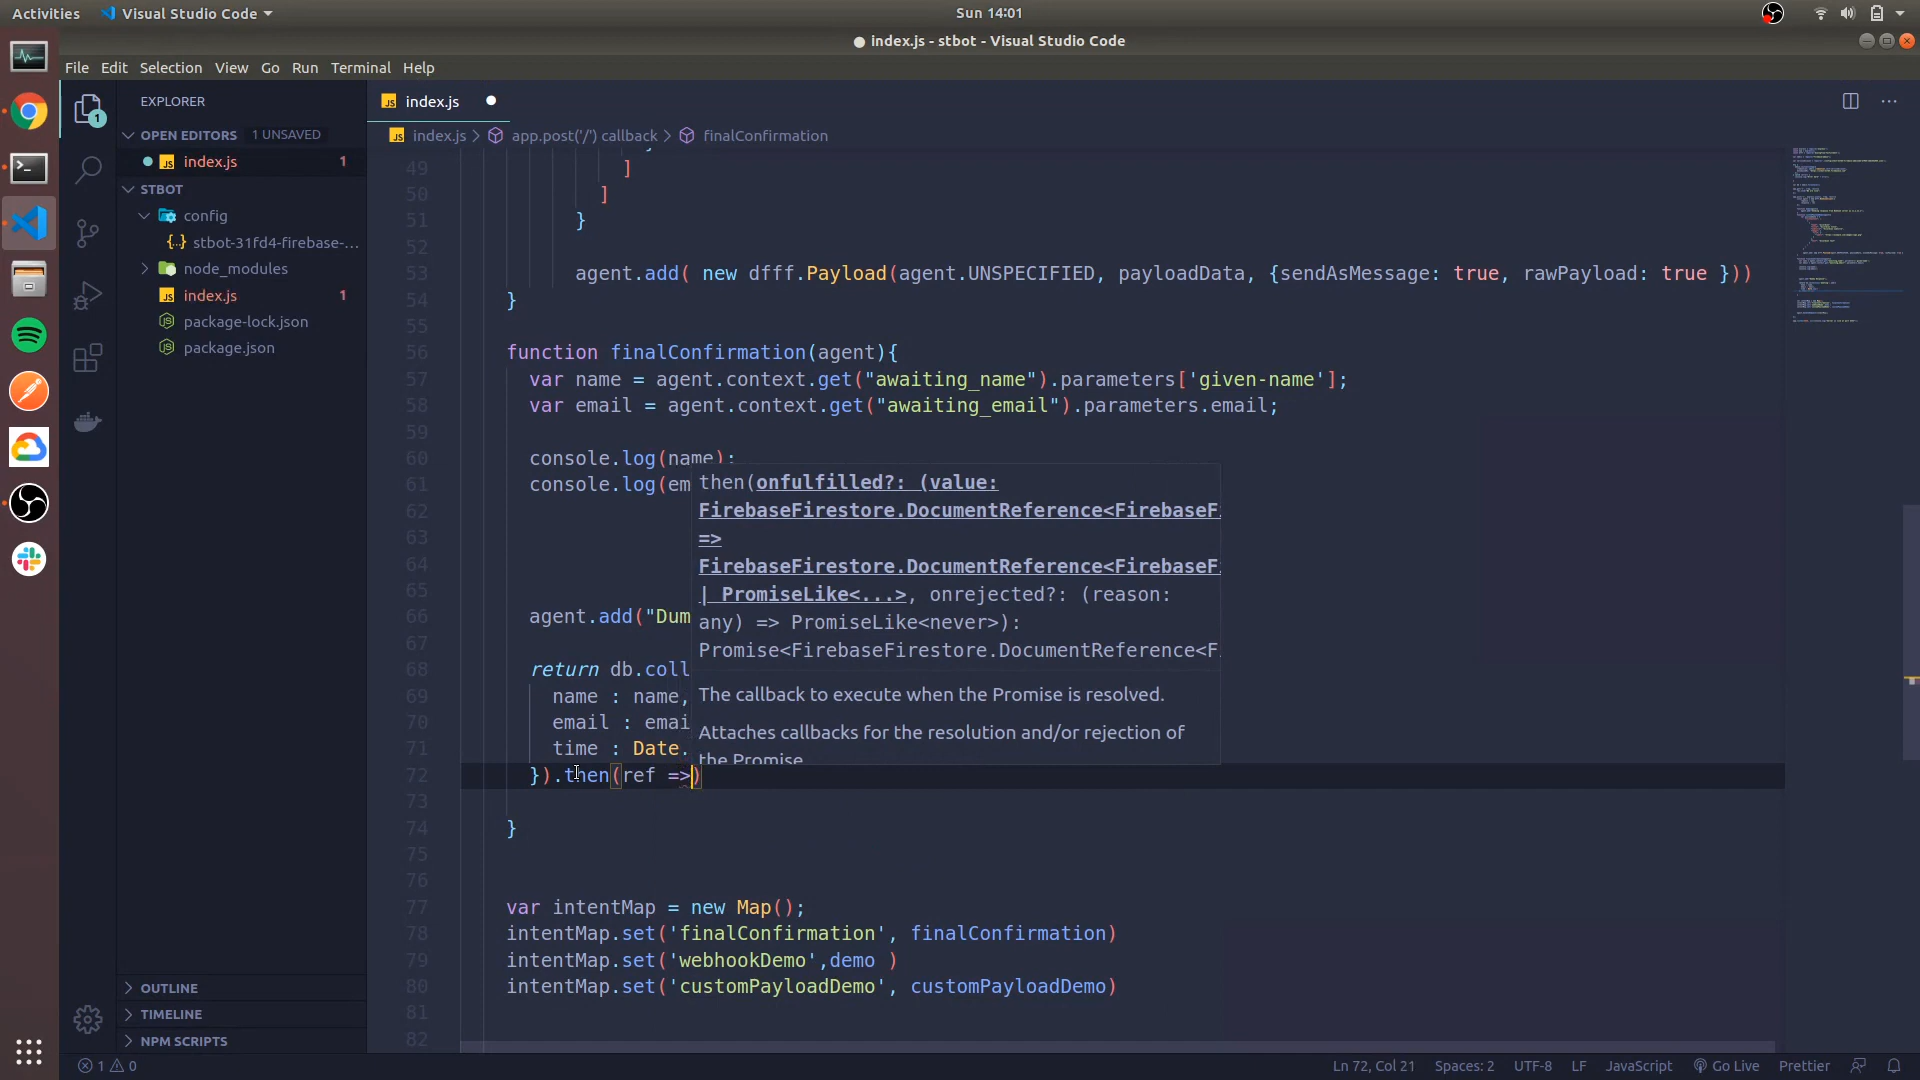 Activities
Visual Studio Code
Sun 14:01
index.js - stbot - Visual Studio Code
File Edit Selection View Go Run Terminal Help
EXPLORER
OPEN EDITORS 1 UNSAVED
index.js 1
STBOT
config
stbot-31fd4-firebase-...
node_modules
index.js 1
package-lock.json
package.json
OUTLINE
TIMELINE
NPM SCRIPTS
index.js
index.js > app.post('/') callback > finalConfirmation
49 ]
50 ]
51 }
52
53 agent.add( new dfff.Payload(agent.UNSPECIFIED, payloadData, {sendAsMessage: true, rawPayload: true }))
54 }
55
56 function finalConfirmation(agent){
57 var name = agent.context.get("awaiting_name").parameters['given-name'];
58 var email = agent.context.get("awaiting_email").parameters.email;
59
60 console.log(name);
61 console.log(em
62
63
64
65
66 agent.add("Dum
67
68 return db.coll
69 name : name,
70 email : emai
71 time : Date.
72 }).then(ref =>)
73
74 }
75
76
77 var intentMap = new Map();
78 intentMap.set('finalConfirmation', finalConfirmation)
79 intentMap.set('webhookDemo',demo )
80 intentMap.set('customPayloadDemo', customPayloadDemo)
81
82
then(onfulfilled?: (value:
FirebaseFirestore.DocumentReference<FirebaseFi
=>
FirebaseFirestore.DocumentReference<FirebaseFi
| PromiseLike<...>, onrejected?: (reason:
any) => PromiseLike<never>):
Promise<FirebaseFirestore.DocumentReference<F
The callback to execute when the Promise is resolved.
Attaches callbacks for the resolution and/or rejection of
the Promise
1 0
Ln 72, Col 21 Spaces: 2 UTF-8 LF JavaScript Go Live Prettier